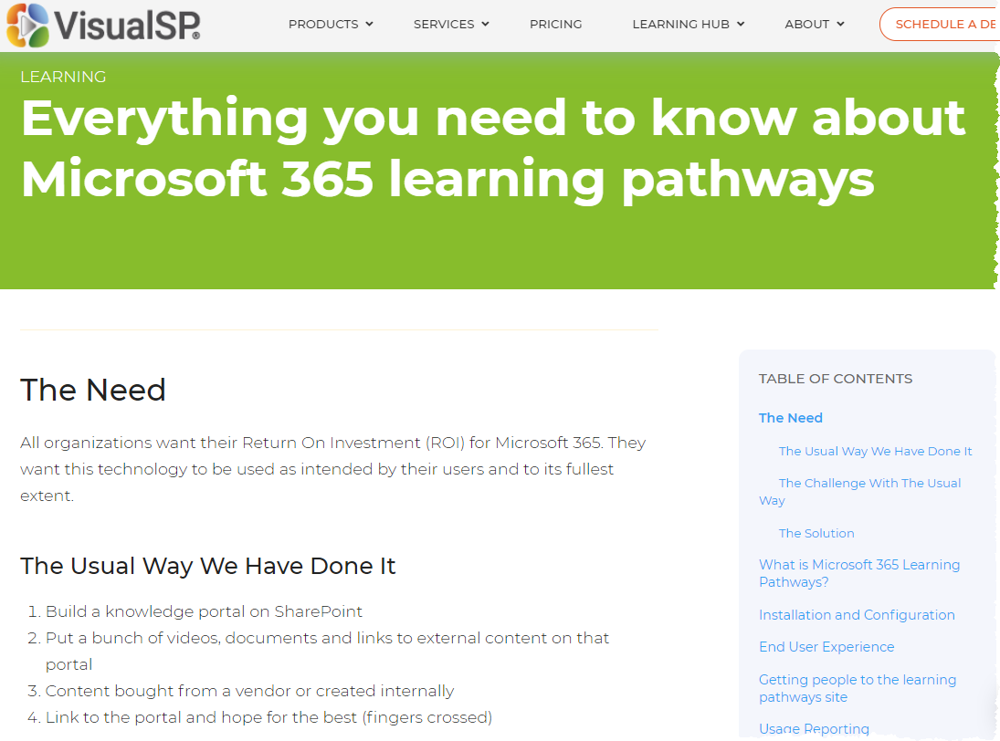 VisualSP®
PRODUCTS
SERVICES
PRICING
LEARNING HUB
ABOUT
SCHEDULE A DE
LEARNING
Everything you need to know about
Microsoft 365 learning pathways
The Need
All organizations want their Return On Investment (ROI) for Microsoft 365. They
want this technology to be used as intended by their users and to its fullest
extent.
The Usual Way We Have Done It
1. Build a knowledge portal on SharePoint
2. Put a bunch of videos, documents and links to external content on that
portal
3. Content bought from a vendor or created internally
4. Link to the portal and hope for the best (fingers crossed)
TABLE OF CONTENTS
The Need
The Usual Way We Have Done It
The Challenge With The Usual
Way
The Solution
What is Microsoft 365 Learning
Pathways?
Installation and Configuration
End User Experience
Getting people to the learning
pathways site
Usage Reporting